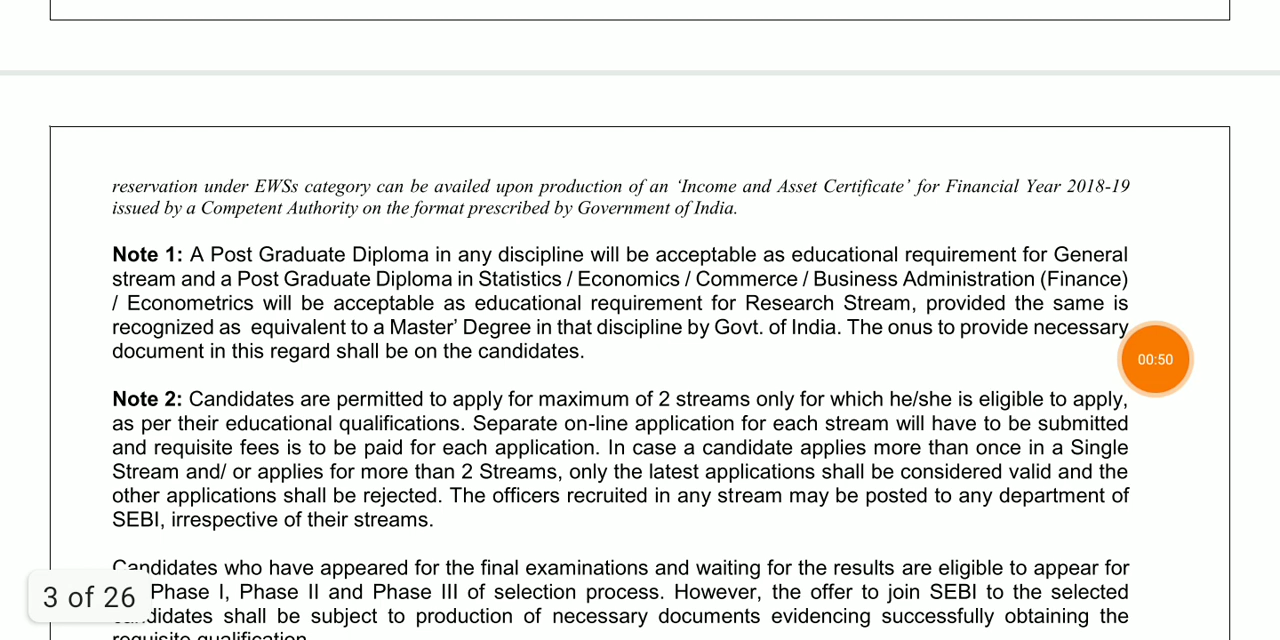 reservation under EWSs category can be availed upon production of an ‘Income and Asset Certificate’ for Financial Year 2018-19
issued by a Competent Authority on the format prescribed by Government of India.
Note 1: A Post Graduate Diploma in any discipline will be acceptable as educational requirement for General
stream and a Post Graduate Diploma in Statistics / Economics / Commerce / Business Administration (Finance)
/ Econometrics will be acceptable as educational requirement for Research Stream, provided the same is
recognized as equivalent to a Master’ Degree in that discipline by Govt. of India. The onus to provide necessary
document in this regard shall be on the candidates.
00:50
Note 2: Candidates are permitted to apply for maximum of 2 streams only for which he/she is eligible to apply,
as per their educational qualifications. Separate on-line application for each stream will have to be submitted
and requisite fees is to be paid for each application. In case a candidate applies more than once in a Single
Stream and/ or applies for more than 2 Streams, only the latest applications shall be considered valid and the
other applications shall be rejected. The officers recruited in any stream may be posted to any department of
SEBI, irrespective of their streams.
Candidates who have appeared for the final examinations and waiting for the results are eligible to appear for
Phase I, Phase II and Phase III of selection process. However, the offer to join SEBI to the selected
3 of 26
shall be subject to production of necessary documents evidencing successfully obtaining the
requisite qualification